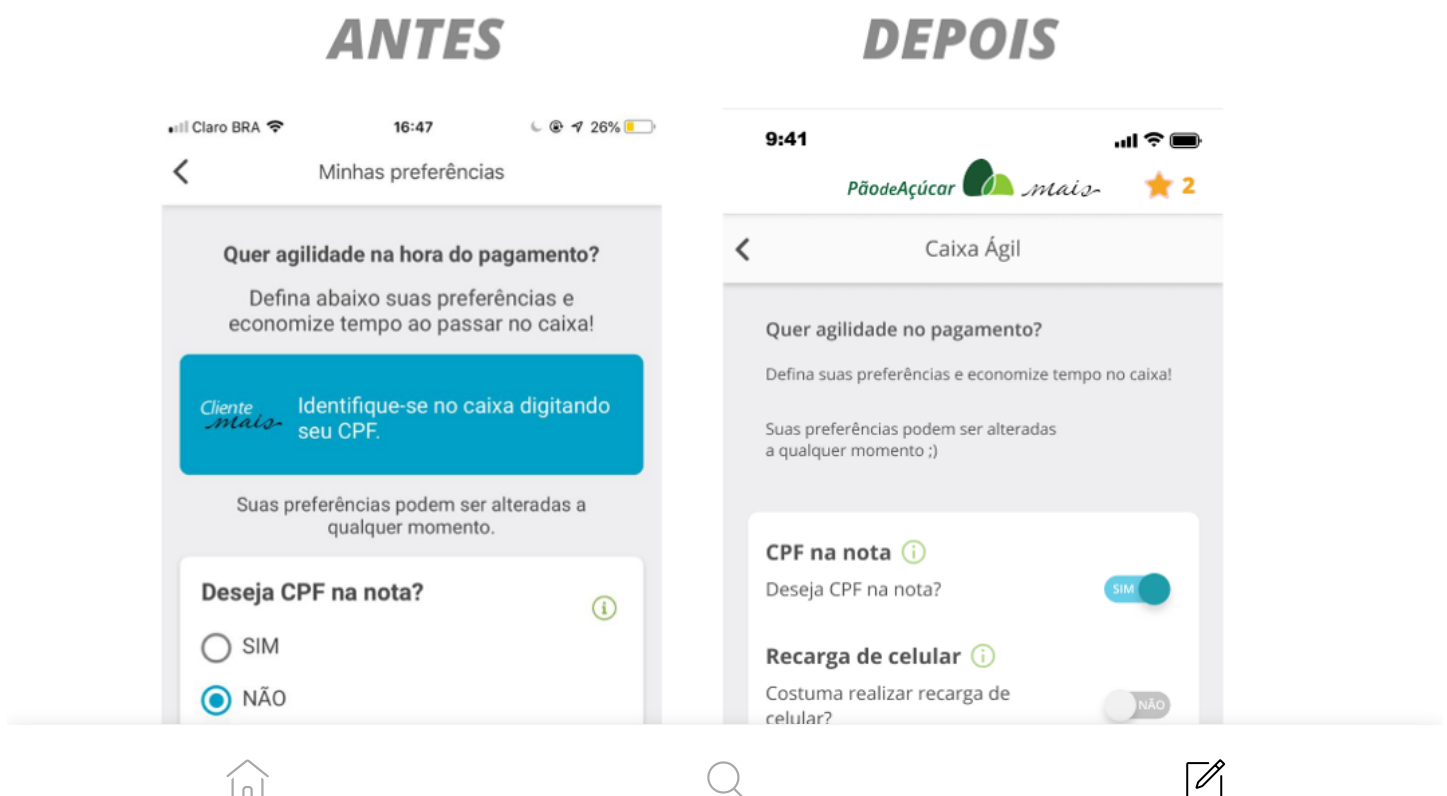 ANTES
Claro BRA
16:47
26%
Minhas preferências
Quer agilidade na hora do pagamento?
Defina abaixo suas preferências e
economize tempo ao passar no caixa!
Cliente
mais
Identifique-se no caixa digitando
seu CPF.
Suas preferências podem ser alteradas a
qualquer momento.
Deseja CPF na nota?
SIM
NÃO
DEPOIS
9:41
PãodeAçúcar mais 2
Caixa Ágil
Quer agilidade no pagamento?
Defina suas preferências e economize tempo no caixa!
Suas preferências podem ser alteradas
a qualquer momento ;)
CPF na nota
Deseja CPF na nota?
SIM
Recarga de celular
Costuma realizar recarga de
celular?
NÃO